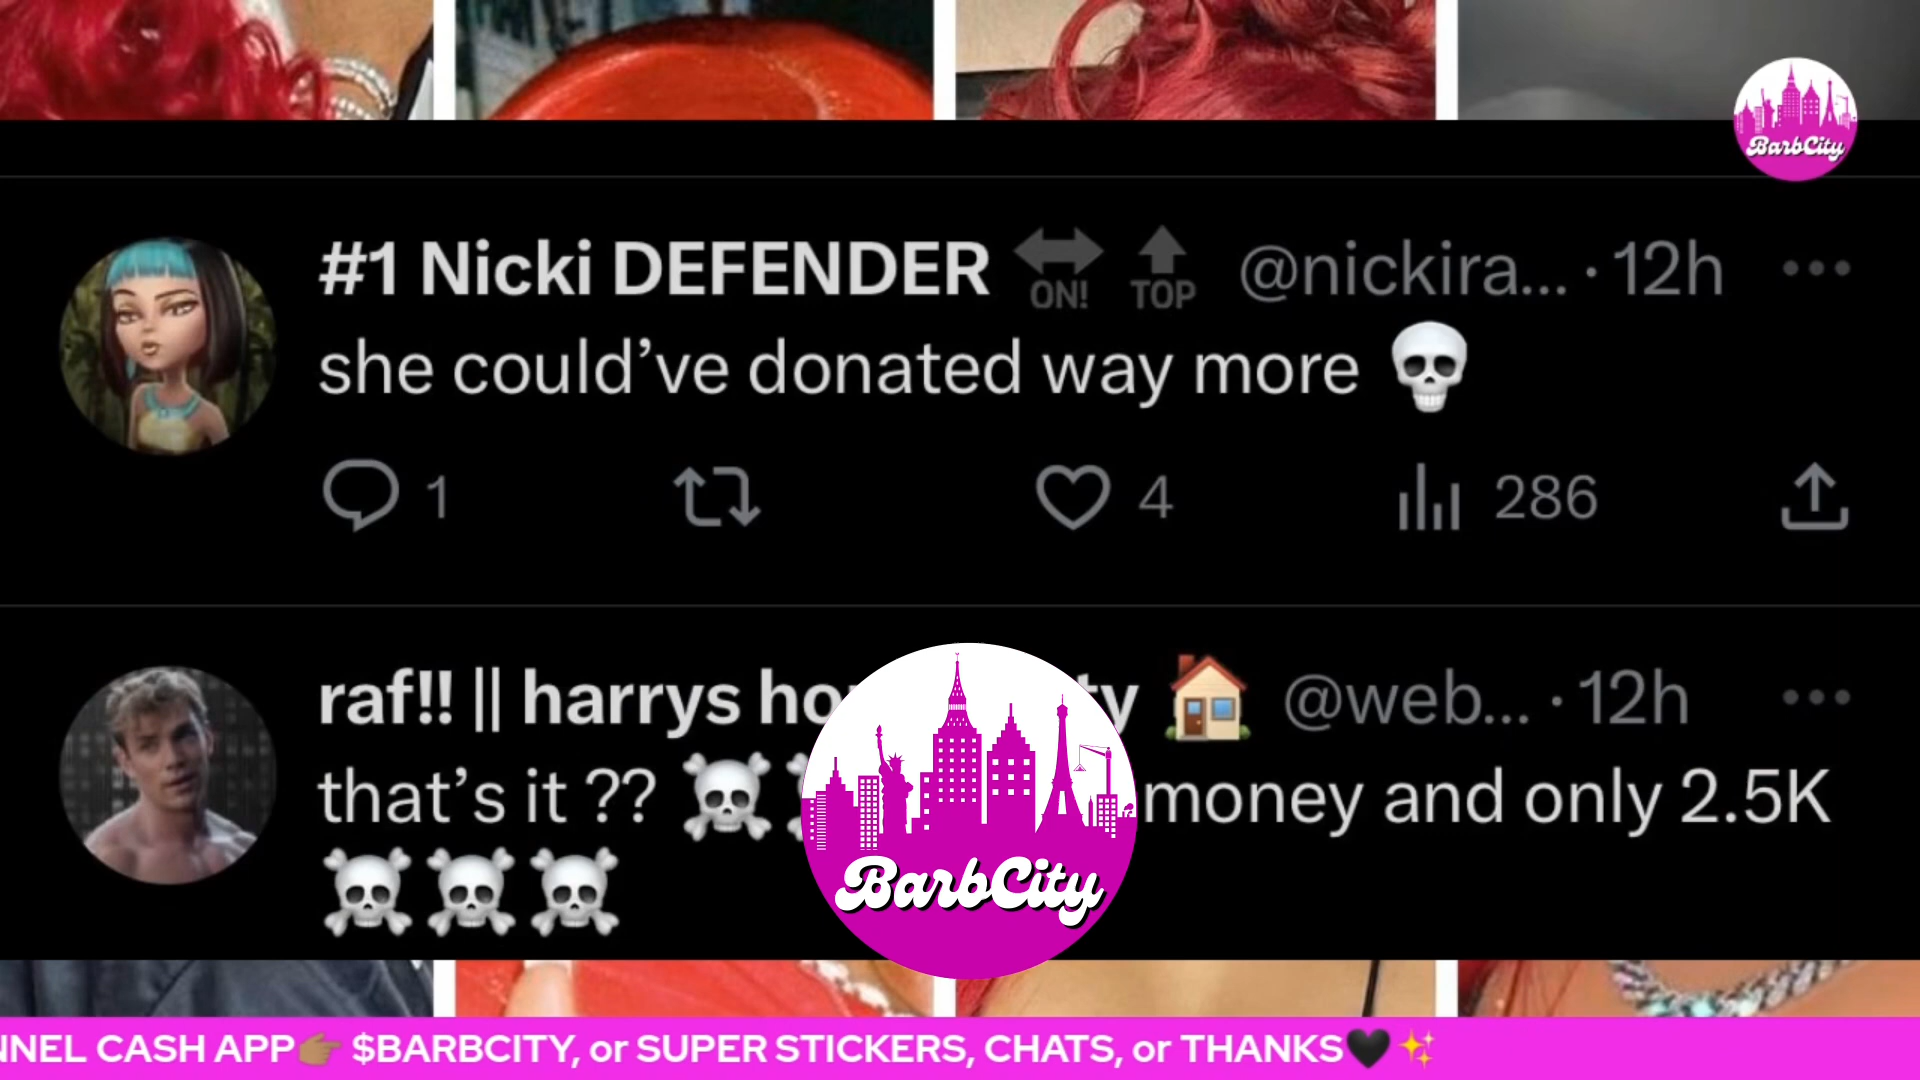 BarbCity
#1 Nicki DEFENDER ON! TOP @nickira... · 12h
she could've donated way more 💀
1 4 286
raf!! || harrys ty 🏠 @web... · 12h
that's it ?? ☠️ money and only 2.5K
☠️☠️☠️
BarbCity
CASH APP👉🏽 $BARBCITY, or SUPER STICKERS, CHATS, or THANKS🖤✨